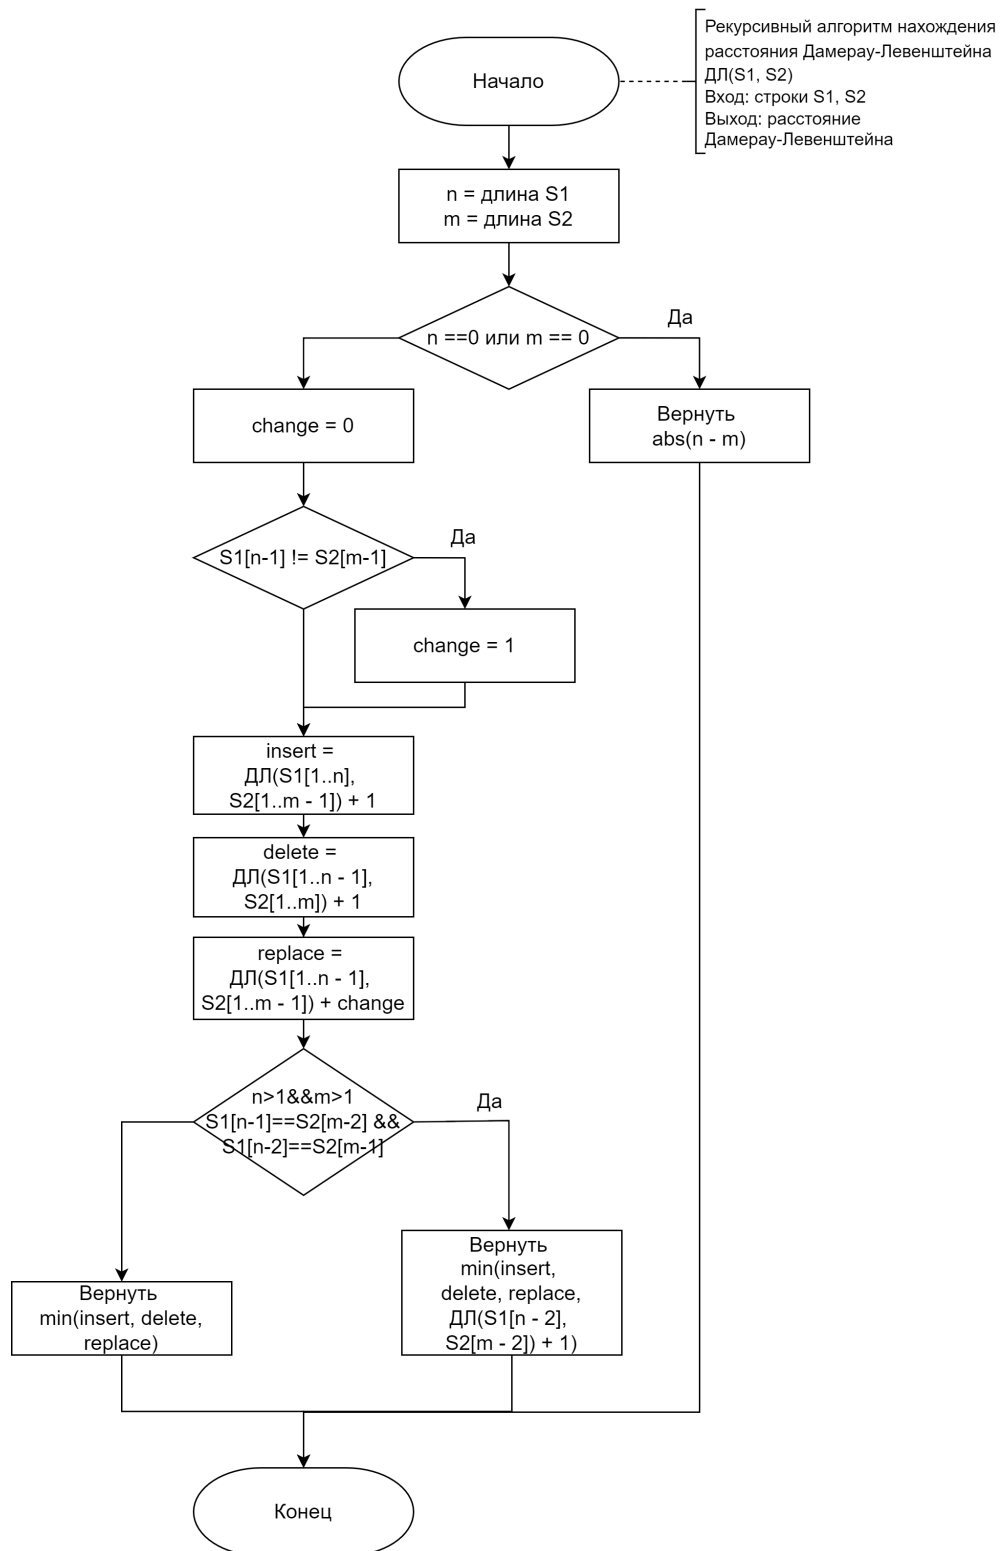 Начало
Рекурсивный алгоритм нахождения
расстояния Дамерау-Левенштейна
ДЛ(S1, S2)
Вход: строки S1, S2
Выход: расстояние
Дамерау-Левенштейна
n = длина S1
m = длина S2
n ==0 или m == 0
Да
change = 0
Вернуть
abs(n - m)
S1[n-1] != S2[m-1]
Да
change = 1
insert =
ДЛ(S1[1..n],
S2[1..m - 1]) + 1
delete =
ДЛ(S1[1..n - 1],
S2[1..m]) + 1
replace =
ДЛ(S1[1..n - 1],
S2[1..m - 1]) + change
n>1&&m>1
S1[n-1]==S2[m-2] &&
S1[n-2]==S2[m-1]
Да
Вернуть
min(insert, delete,
replace)
Вернуть
min(insert,
delete, replace,
ДЛ(S1[n - 2],
S2[m - 2]) + 1)
Конец